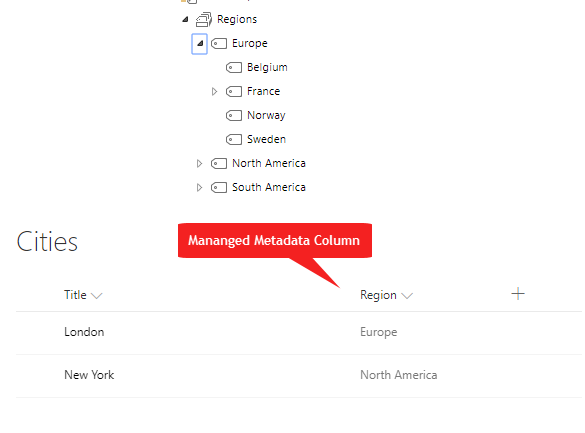 Regions
Europe
Belgium
France
Norway
Sweden
North America
South America
Cities
Mananged Metadata Column
Title Region
London Europe
New York North America